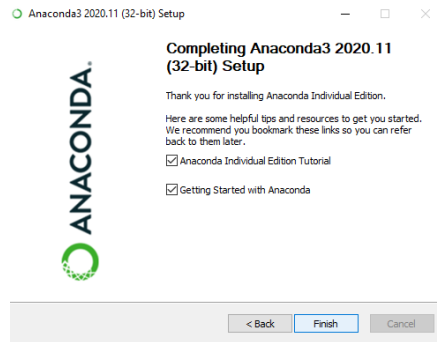 Anaconda3 2020.11 (32-bit) Setup
ANACONDA.
Completing Anaconda3 2020.11
(32-bit) Setup
Thank you for installing Anaconda Individual Edition.
Here are some helpful tips and resources to get you started.
We recommend you bookmark these links so you can refer
back to them later.
Anaconda Individual Edition Tutorial
Getting Started with Anaconda
< Back
Finish
Cancel